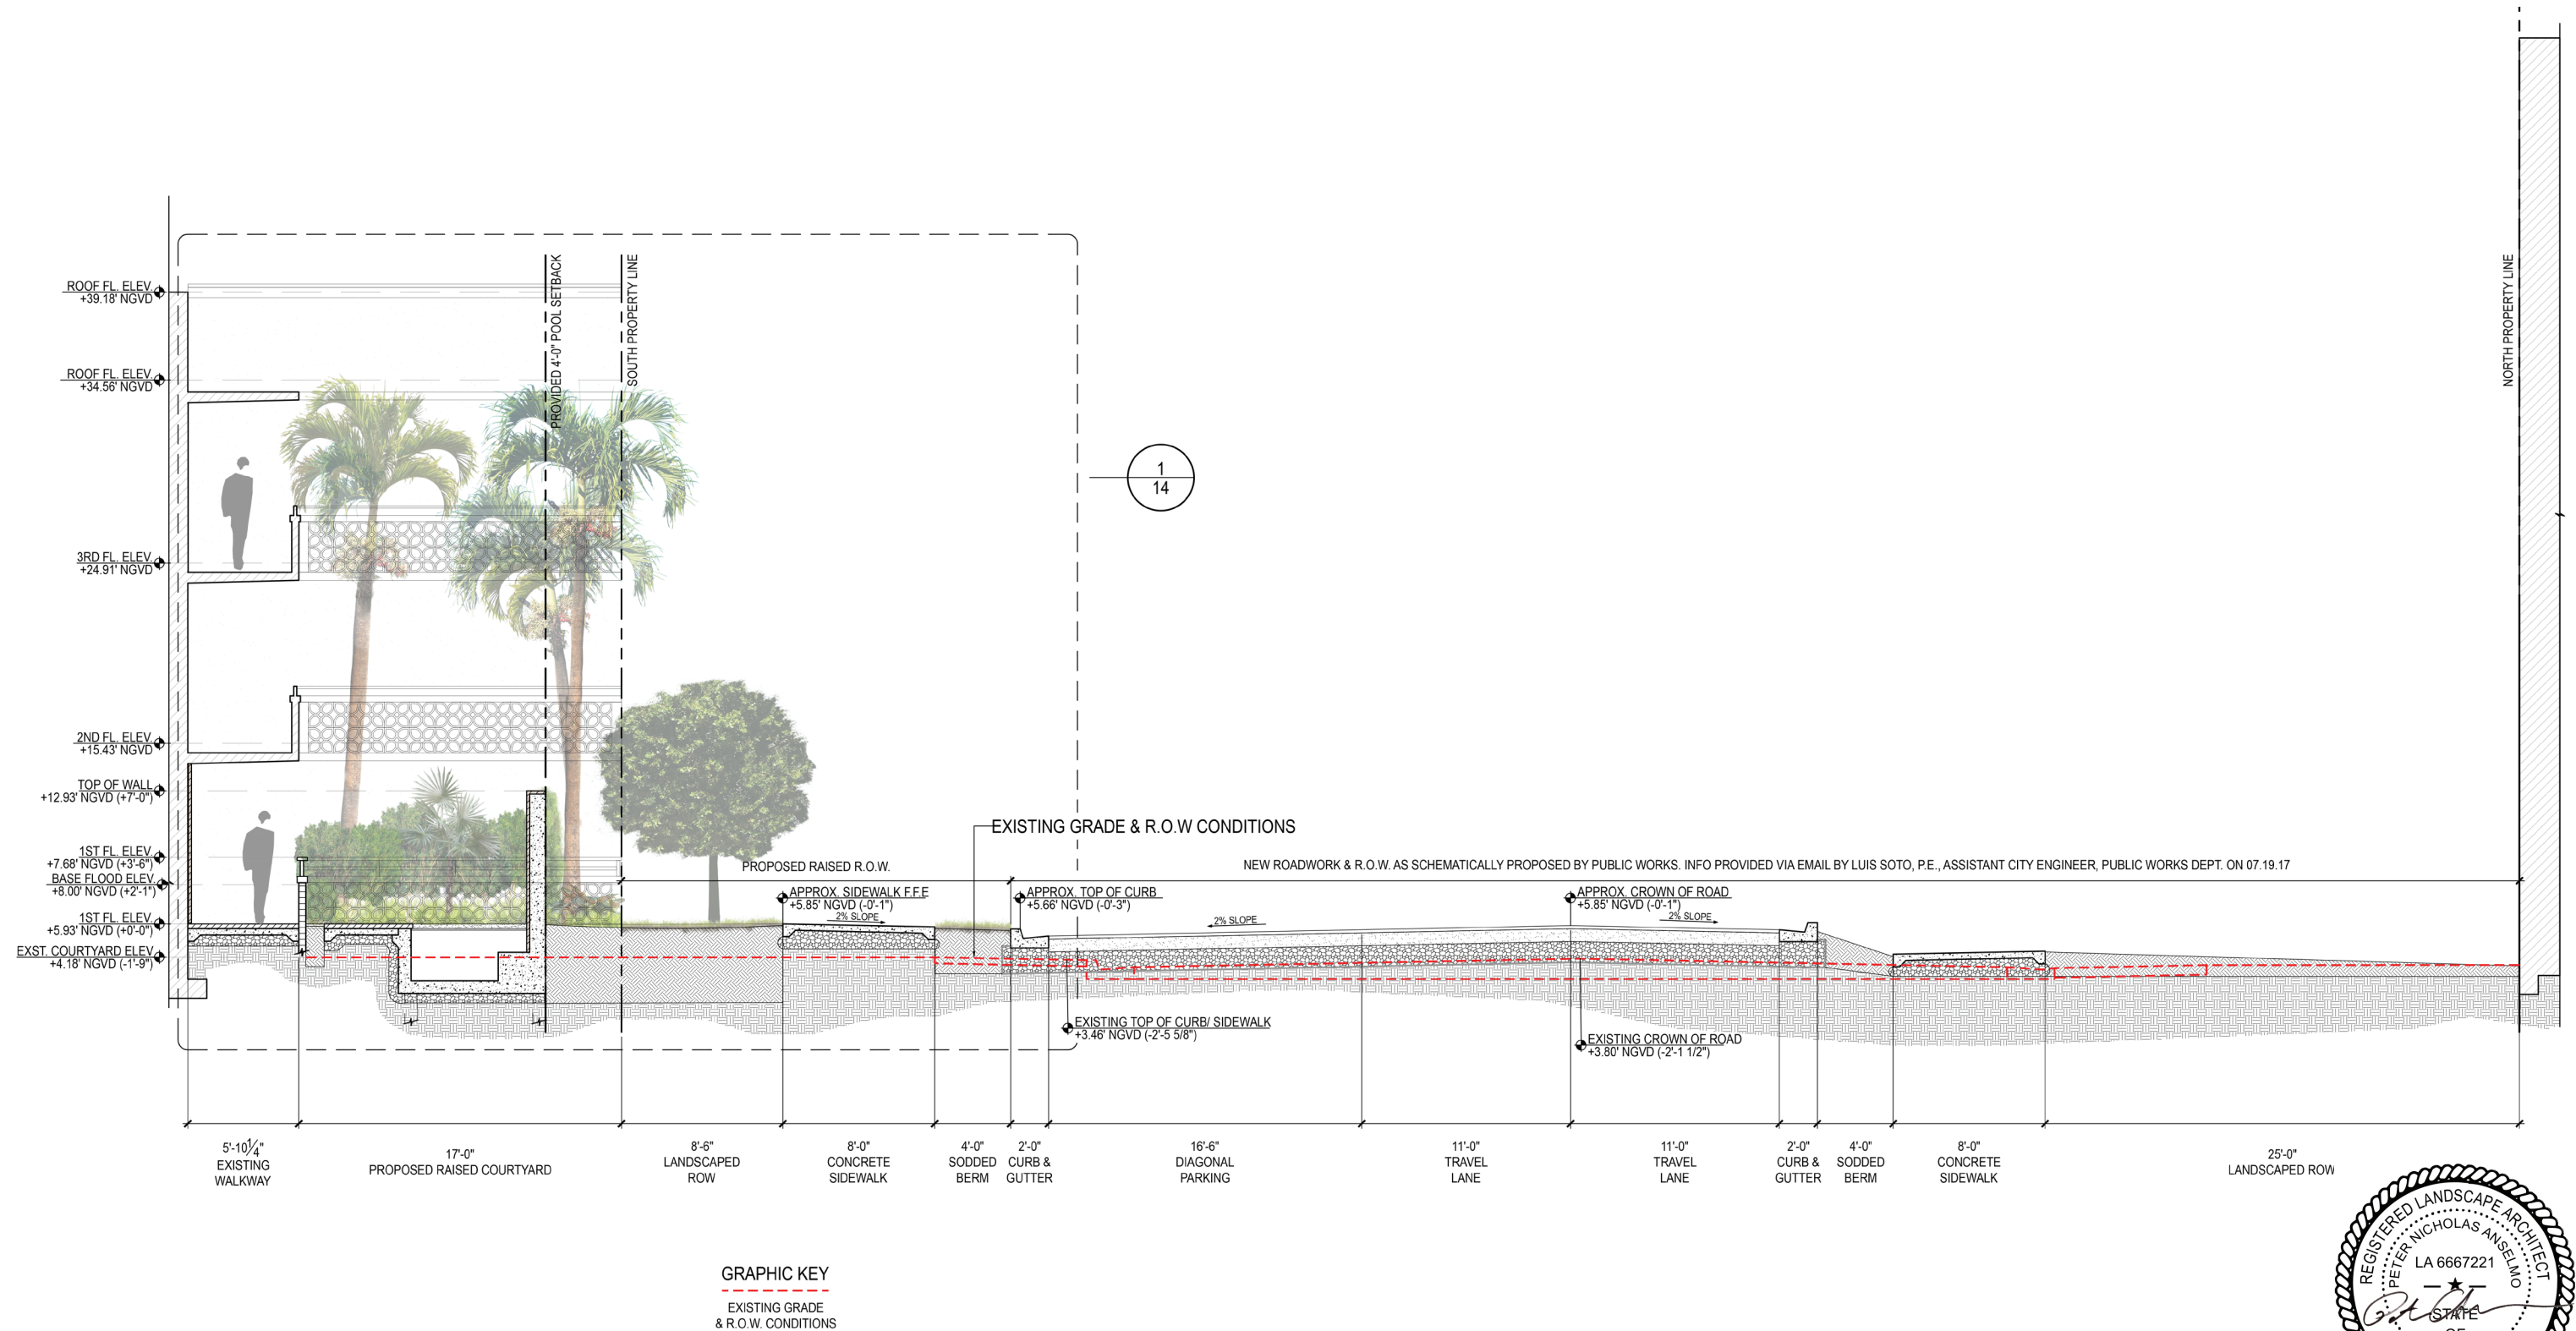 ROOF FL. ELEV.
+39.18' NGVD
ROOF FL. ELEV.
+34.56' NGVD
3RD FL. ELEV.
+24.91' NGVD
2ND FL. ELEV.
+15.43' NGVD
TOP OF WALL
+12.93' NGVD (+7'-0")
1ST FL. ELEV.
+7.68' NGVD (+3'-6")
BASE FLOOD ELEV.
+8.00' NGVD (+2'-1")
1ST FL. ELEV.
+5.93' NGVD (+0'-0")
EXST. COURTYARD ELEV
+4.18' NGVD (-1'-9")
PROVIDED 4'-0" POOL SETBACK
SOUTH PROPERTY LINE
NORTH PROPERTY LINE
1
14
EXISTING GRADE & R.O.W CONDITIONS
PROPOSED RAISED R.O.W.
NEW ROADWORK & R.O.W. AS SCHEMATICALLY PROPOSED BY PUBLIC WORKS. INFO PROVIDED VIA EMAIL BY LUIS SOTO, P.E., ASSISTANT CITY ENGINEER, PUBLIC WORKS DEPT. ON 07.19.17
APPROX. SIDEWALK F.F.E
+5.85' NGVD (-0'-1")
2% SLOPE
APPROX. TOP OF CURB
+5.66' NGVD (-0'-3")
2% SLOPE
APPROX. CROWN OF ROAD
+5.85' NGVD (-0'-1")
2% SLOPE
EXISTING TOP OF CURB/ SIDEWALK
+3.46' NGVD (-2'-5 5/8")
EXISTING CROWN OF ROAD
+3.80' NGVD (-2'-1 1/2")
5'-10 1/4"
EXISTING
WALKWAY
17'-0"
PROPOSED RAISED COURTYARD
8'-6"
LANDSCAPED
ROW
8'-0"
CONCRETE
SIDEWALK
4'-0"
SODDED
BERM
2'-0"
CURB &
GUTTER
16'-6"
DIAGONAL
PARKING
11'-0"
TRAVEL
LANE
11'-0"
TRAVEL
LANE
2'-0"
CURB &
GUTTER
4'-0"
SODDED
BERM
8'-0"
CONCRETE
SIDEWALK
25'-0"
LANDSCAPED ROW
GRAPHIC KEY
EXISTING GRADE
& R.O.W. CONDITIONS
REGISTERED LANDSCAPE ARCHITECT
PETER NICHOLAS ANSELMO
LA 6667221
STATE